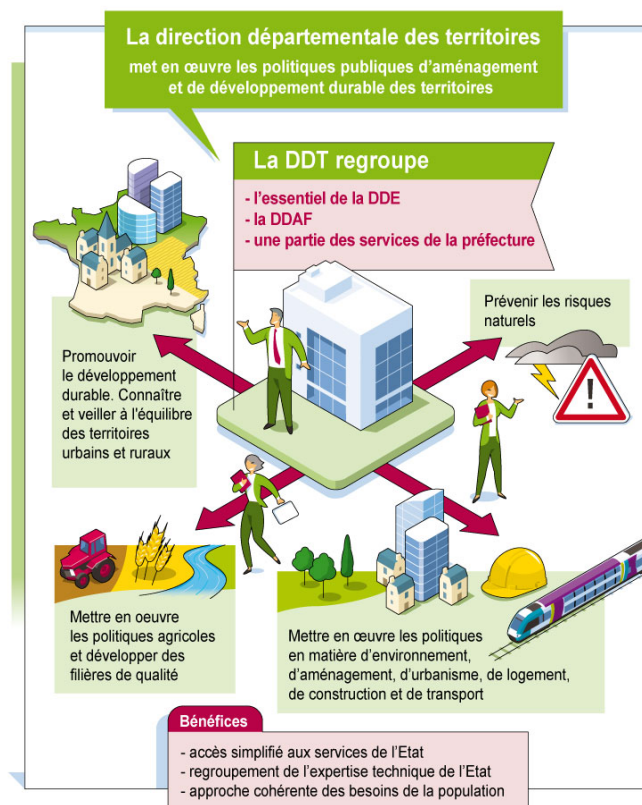 La direction départementale des territoires
met en œuvre les politiques publiques d'aménagement
et de développement durable des territoires
La DDT regroupe
- l'essentiel de la DDE
- la DDAF
- une partie des services de la préfecture
Prévenir les risques
naturels
Promouvoir
le développement
durable. Connaître
et veiller à l'équilibre
des territoires
urbains et ruraux
Mettre en oeuvre
les politiques agricoles
et développer des
filières de qualité
Mettre en œuvre les politiques
en matière d'environnement,
d'aménagement, d'urbanisme, de logement,
de construction et de transport
Bénéfices
- accès simplifié aux services de l'Etat
- regroupement de l'expertise technique de l'Etat
- approche cohérente des besoins de la population